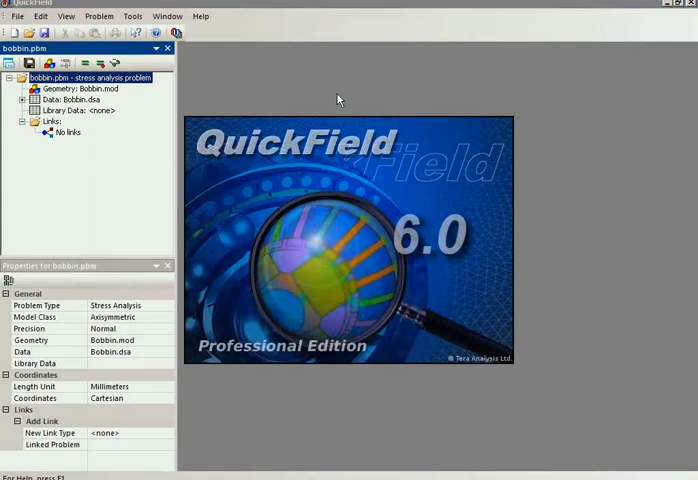 QuickField
File Edit View Problem Tools Window Help
bobbin.pbm
bobbin.pbm - stress analysis problem
Geometry: Bobbin.mod
Data: Bobbin.dsa
Library Data: <none>
Links:
No links
QuickField
Field
6.0
Professional Edition
© Tera Analysis Ltd.
Properties for bobbin.pbm
General
Problem Type Stress Analysis
Model Class Axisymmetric
Precision Normal
Geometry Bobbin.mod
Data Bobbin.dsa
Library Data
Coordinates
Length Unit Millimeters
Coordinates Cartesian
Links
Add Link
New Link Type <none>
Linked Problem
For Help, press F1